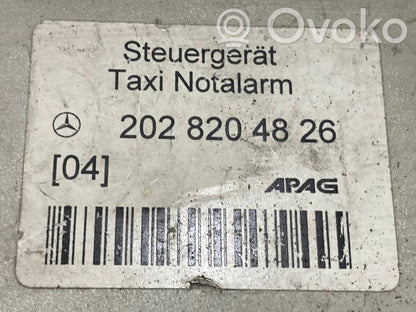 Ovoko
Steuergerät
Taxi Notalarm
202 820 48 26
[04] APAG